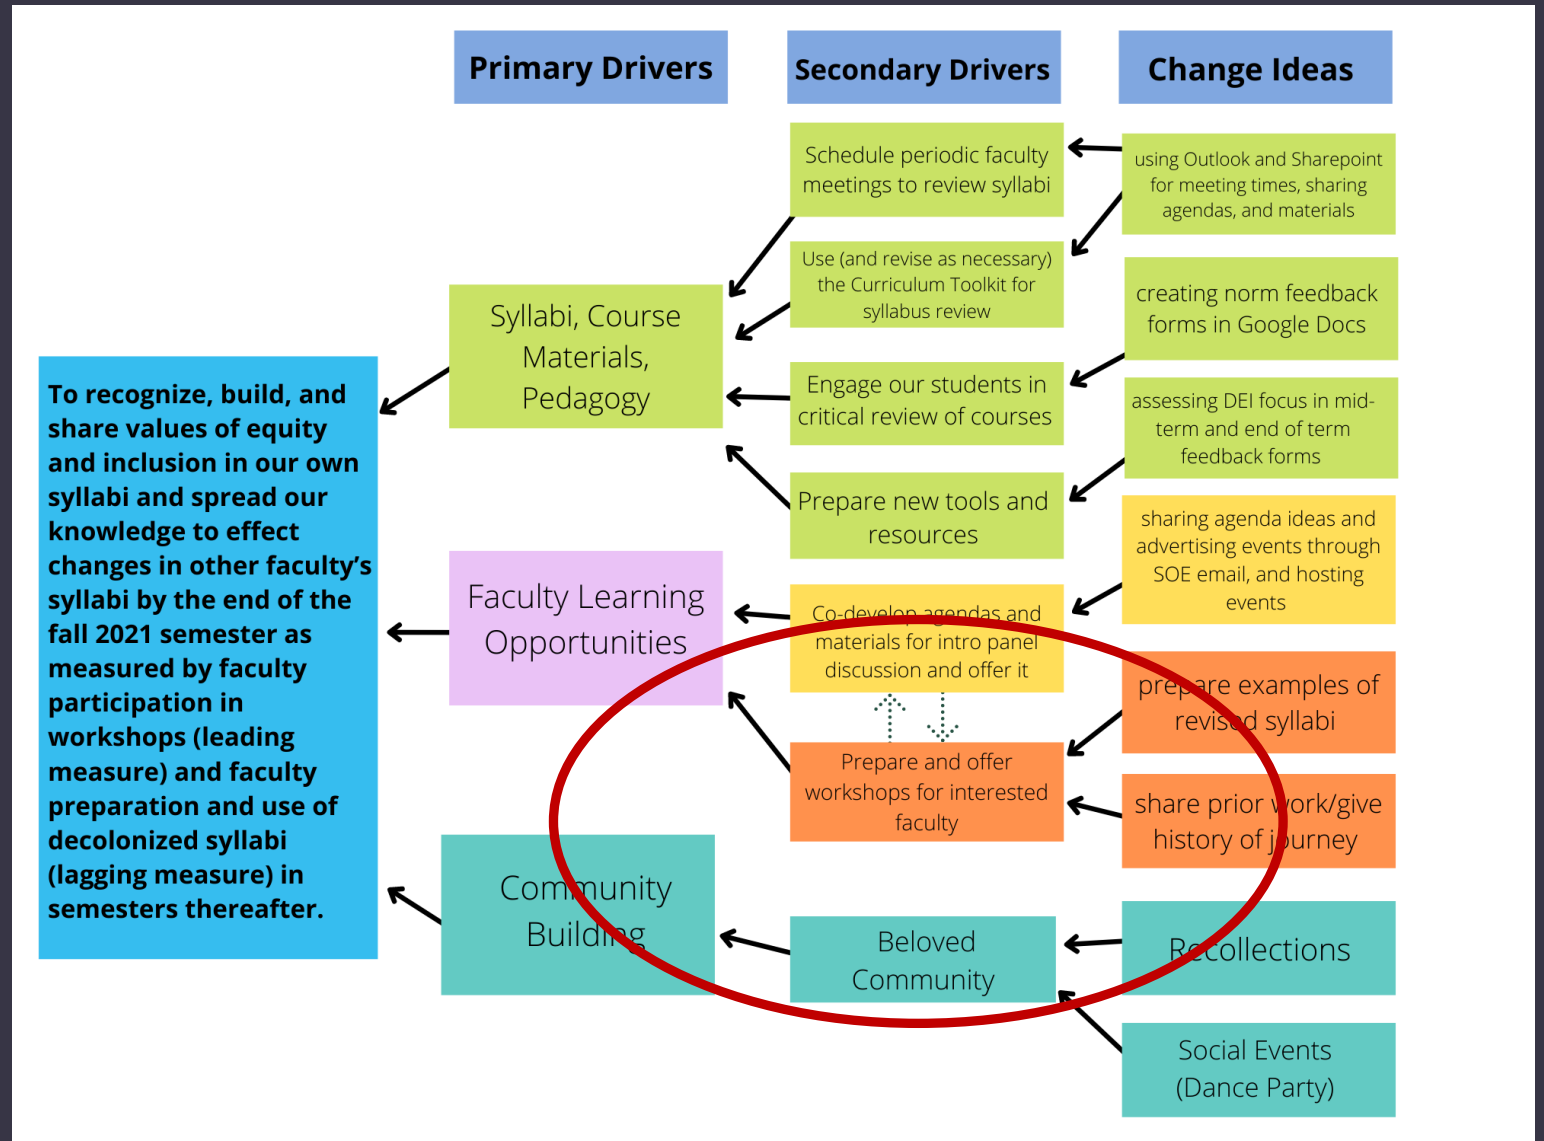 Primary Drivers
Secondary Drivers
Change Ideas
To recognize, build, and
share values of equity
and inclusion in our own
syllabi and spread our
knowledge to effect
changes in other faculty's
syllabi by the end of the
fall 2021 semester as
measured by faculty
participation in
workshops (leading
measure) and faculty
preparation and use of
decolonized syllabi
(lagging measure) in
semesters thereafter.
Syllabi, Course
Materials,
Pedagogy
Faculty Learning
Opportunities
Community
Building
Schedule periodic faculty
meetings to review syllabi
Use (and revise as necessary)
the Curriculum Toolkit for
syllabus review
Engage our students in
critical review of courses
Prepare new tools and
resources
Co-develop agendas and
materials for intro panel
discussion and offer it
Prepare and offer
workshops for interested
faculty
Beloved
Community
using Outlook and Sharepoint
for meeting times, sharing
agendas, and materials
creating norm feedback
forms in Google Docs
assessing DEI focus in mid-
term and end of term
feedback forms
sharing agenda ideas and
advertising events through
SOE email, and hosting
events
prepare examples of
revised syllabi
share prior work/give
history of journey
Recollections
Social Events
(Dance Party)